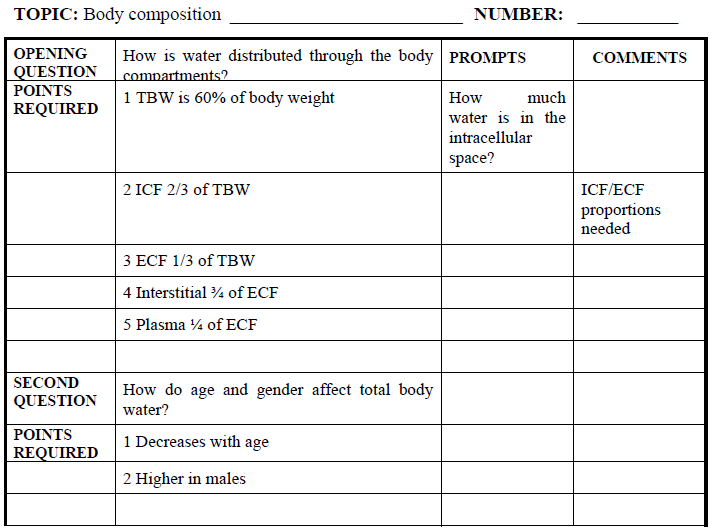 TOPIC: Body composition NUMBER:
OPENING QUESTION How is water distributed through the body compartments? PROMPTS COMMENTS
POINTS REQUIRED 1 TBW is 60% of body weight How much water is in the intracellular space?
2 ICF 2/3 of TBW ICF/ECF proportions needed
3 ECF 1/3 of TBW
4 Interstitial ¾ of ECF
5 Plasma ¼ of ECF
SECOND QUESTION How do age and gender affect total body water?
POINTS REQUIRED 1 Decreases with age
2 Higher in males